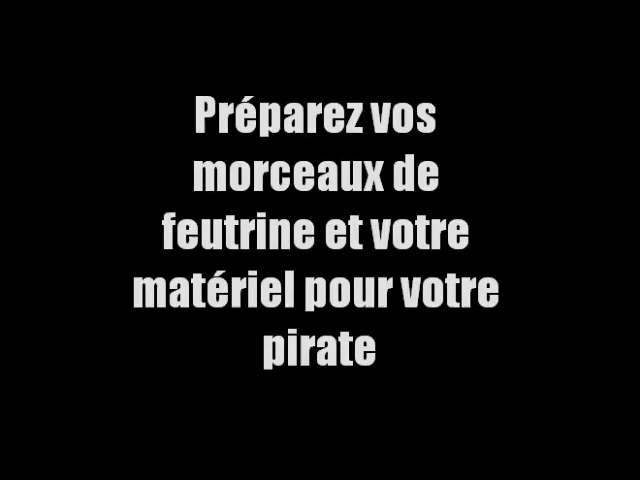 Préparez vos
morceaux de
feutrine et votre
matériel pour votre
pirate